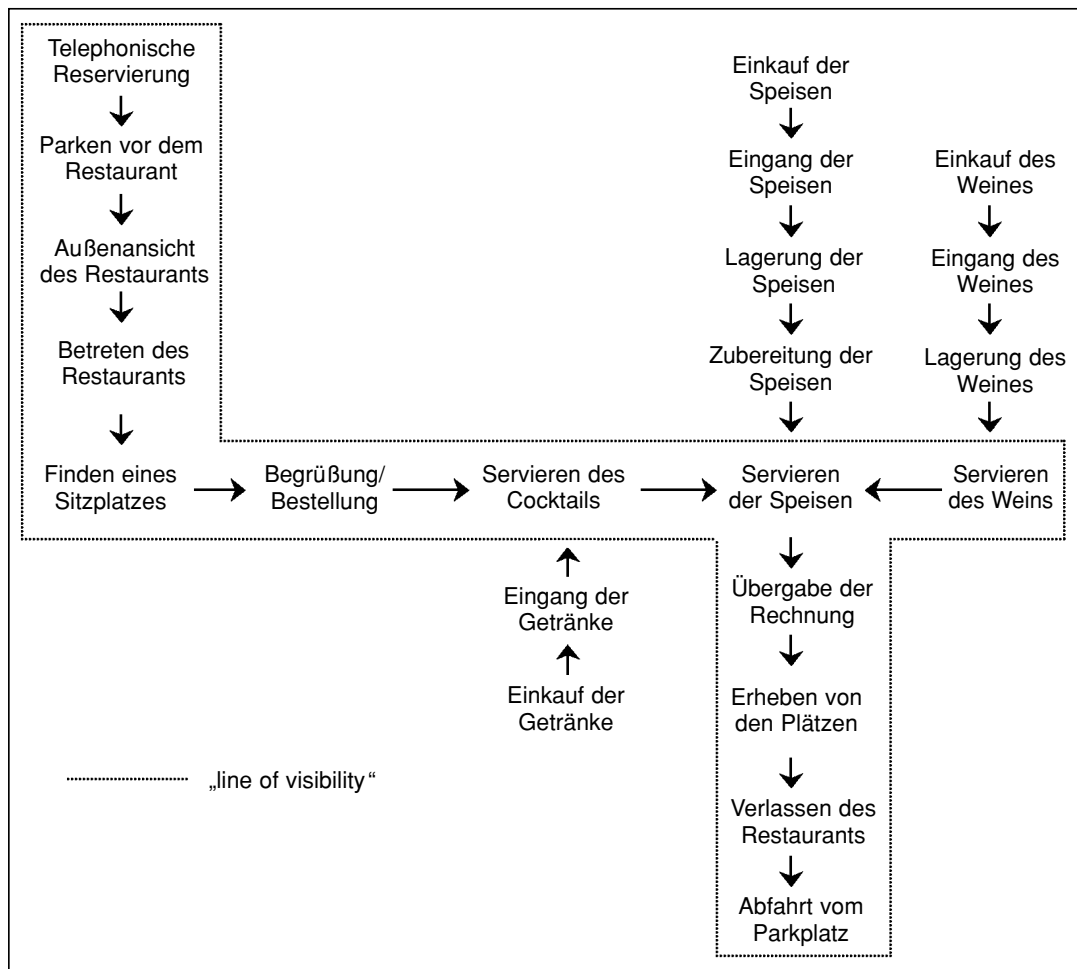 Telephonische
Reservierung
Parken vor dem
Restaurant
Außenansicht
des Restaurants
Betreten des
Restaurants
Finden eines
Sitzplatzes
Begrüßung/
Bestellung
Servieren des
Cocktails
Servieren
der Speisen
Servieren
des Weins
Einkauf der
Speisen
Eingang der
Speisen
Lagerung der
Speisen
Zubereitung der
Speisen
Einkauf des
Weines
Eingang des
Weines
Lagerung des
Weines
Eingang der
Getränke
Einkauf der
Getränke
Übergabe der
Rechnung
Erheben von
den Plätzen
Verlassen des
Restaurants
Abfahrt vom
Parkplatz
„line of visibility“